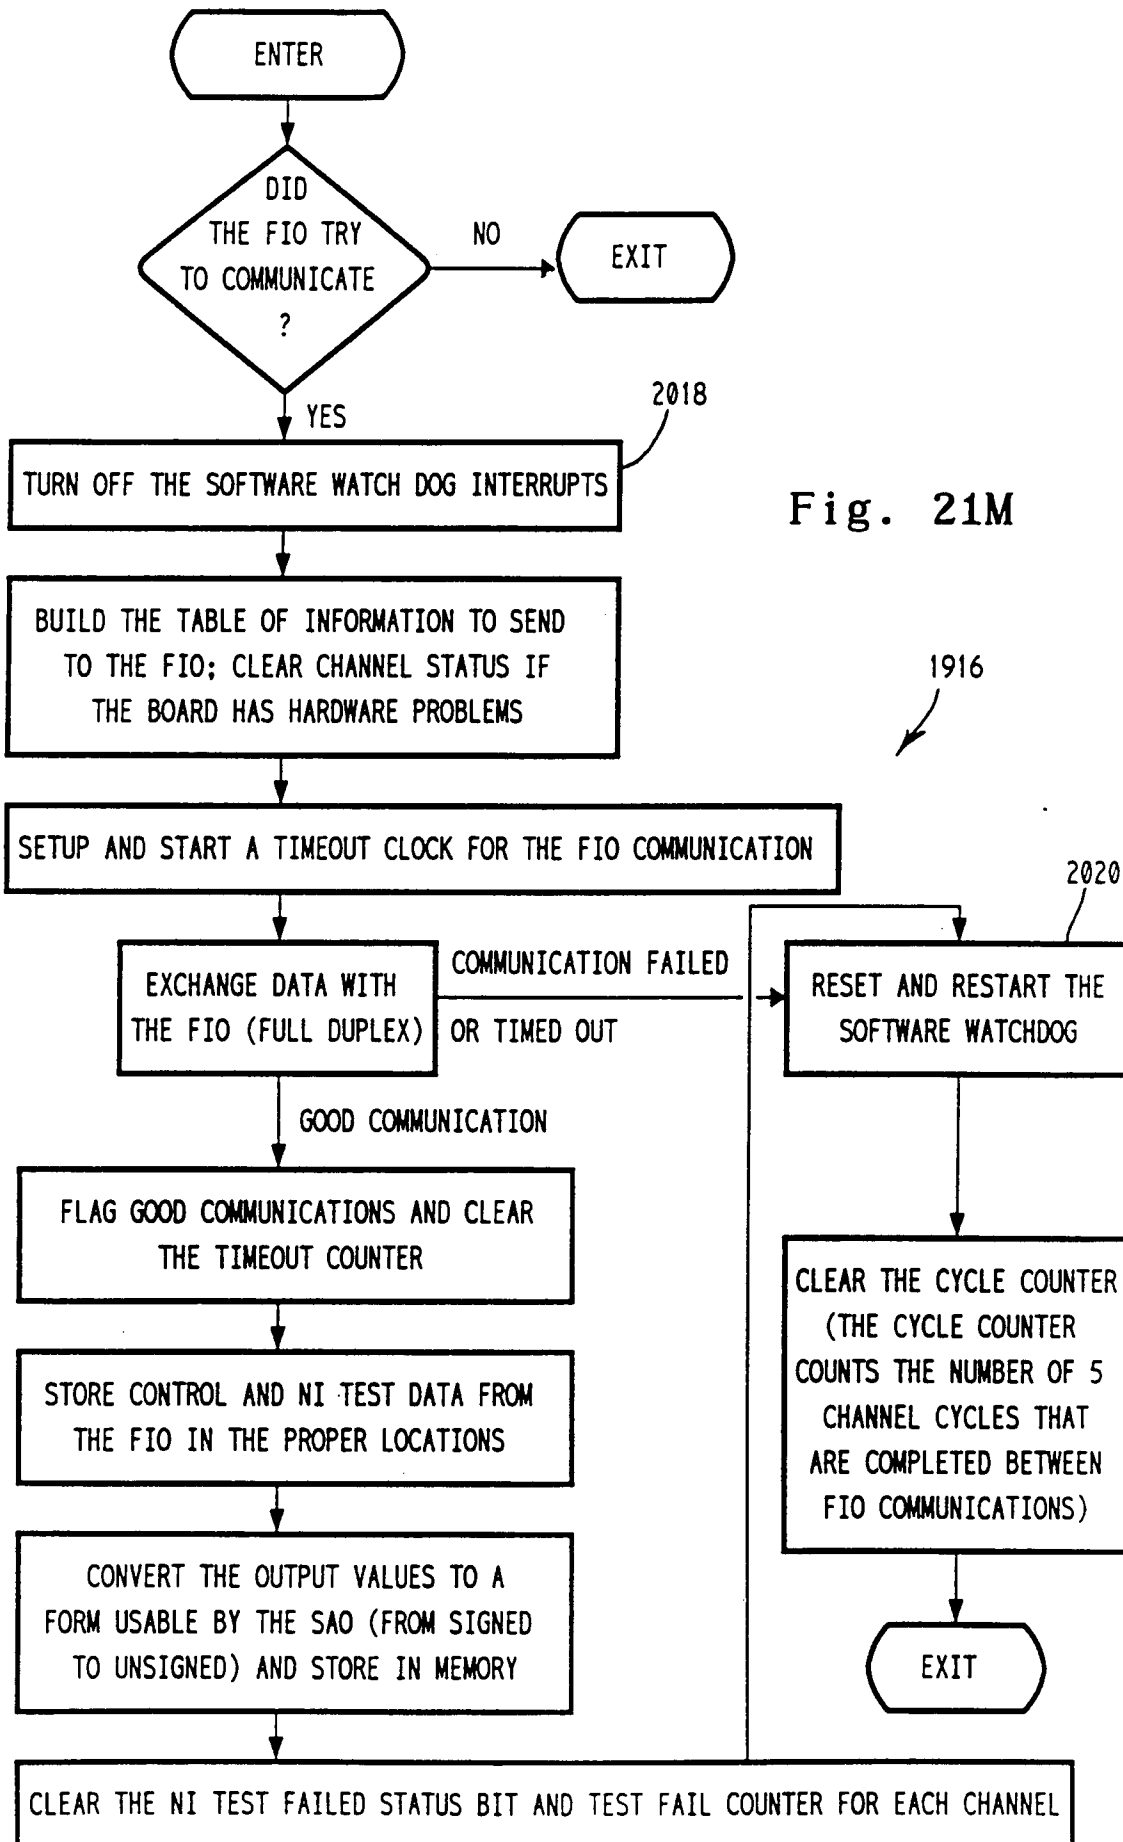 ENTER
DID
THE FIO TRY
TO COMMUNICATE
?
NO
EXIT
YES
2018
TURN OFF THE SOFTWARE WATCH DOG INTERRUPTS
Fig. 21M
BUILD THE TABLE OF INFORMATION TO SEND
TO THE FIO; CLEAR CHANNEL STATUS IF
THE BOARD HAS HARDWARE PROBLEMS
1916
SETUP AND START A TIMEOUT CLOCK FOR THE FIO COMMUNICATION
2020
EXCHANGE DATA WITH
THE FIO (FULL DUPLEX)
COMMUNICATION FAILED
OR TIMED OUT
RESET AND RESTART THE
SOFTWARE WATCHDOG
GOOD COMMUNICATION
FLAG GOOD COMMUNICATIONS AND CLEAR
THE TIMEOUT COUNTER
STORE CONTROL AND NI TEST DATA FROM
THE FIO IN THE PROPER LOCATIONS
CONVERT THE OUTPUT VALUES TO A
FORM USABLE BY THE SAO (FROM SIGNED
TO UNSIGNED) AND STORE IN MEMORY
CLEAR THE NI TEST FAILED STATUS BIT AND TEST FAIL COUNTER FOR EACH CHANNEL
CLEAR THE CYCLE COUNTER
(THE CYCLE COUNTER
COUNTS THE NUMBER OF 5
CHANNEL CYCLES THAT
ARE COMPLETED BETWEEN
FIO COMMUNICATIONS)
EXIT